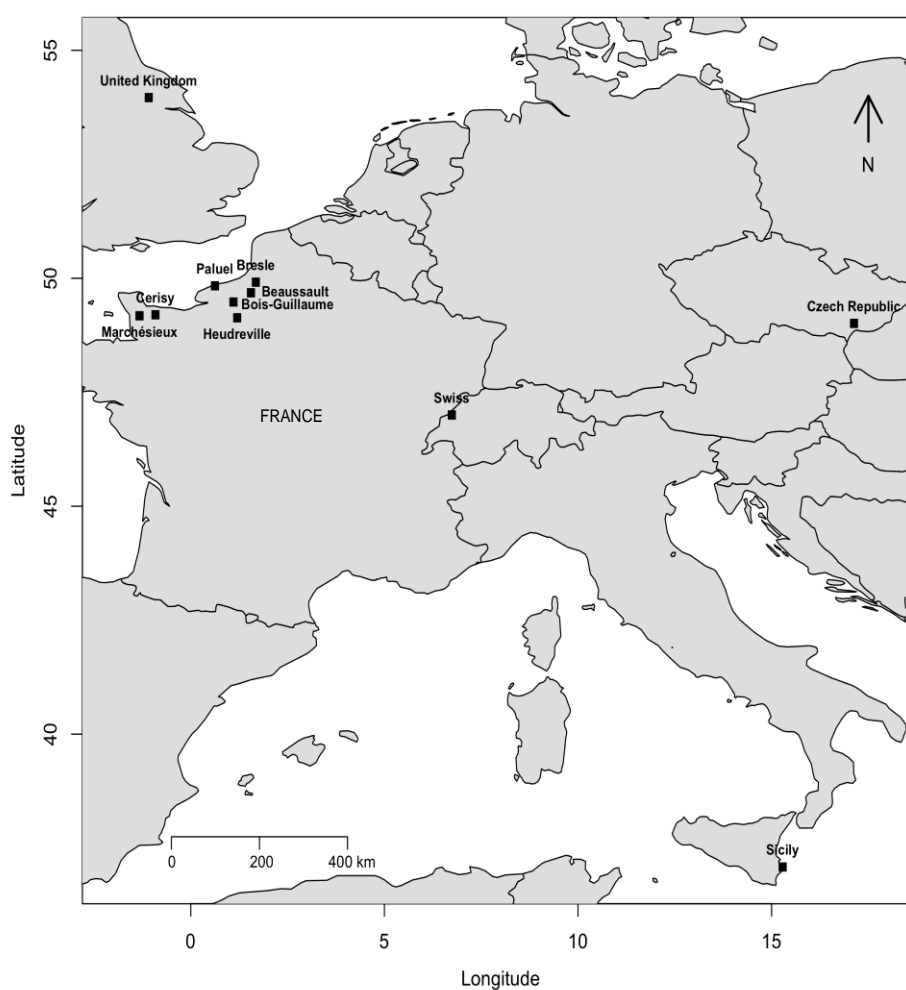 55
United Kingdom
N
50
Paluel
Bresle
Beaussault
Cerisy
Bois-Guillaume
Marchésieux
Heudreville
Czech Republic
Swiss
FRANCE
Latitude
45
40
Sicily
0
200
400 km
0
5
10
15
Longitude